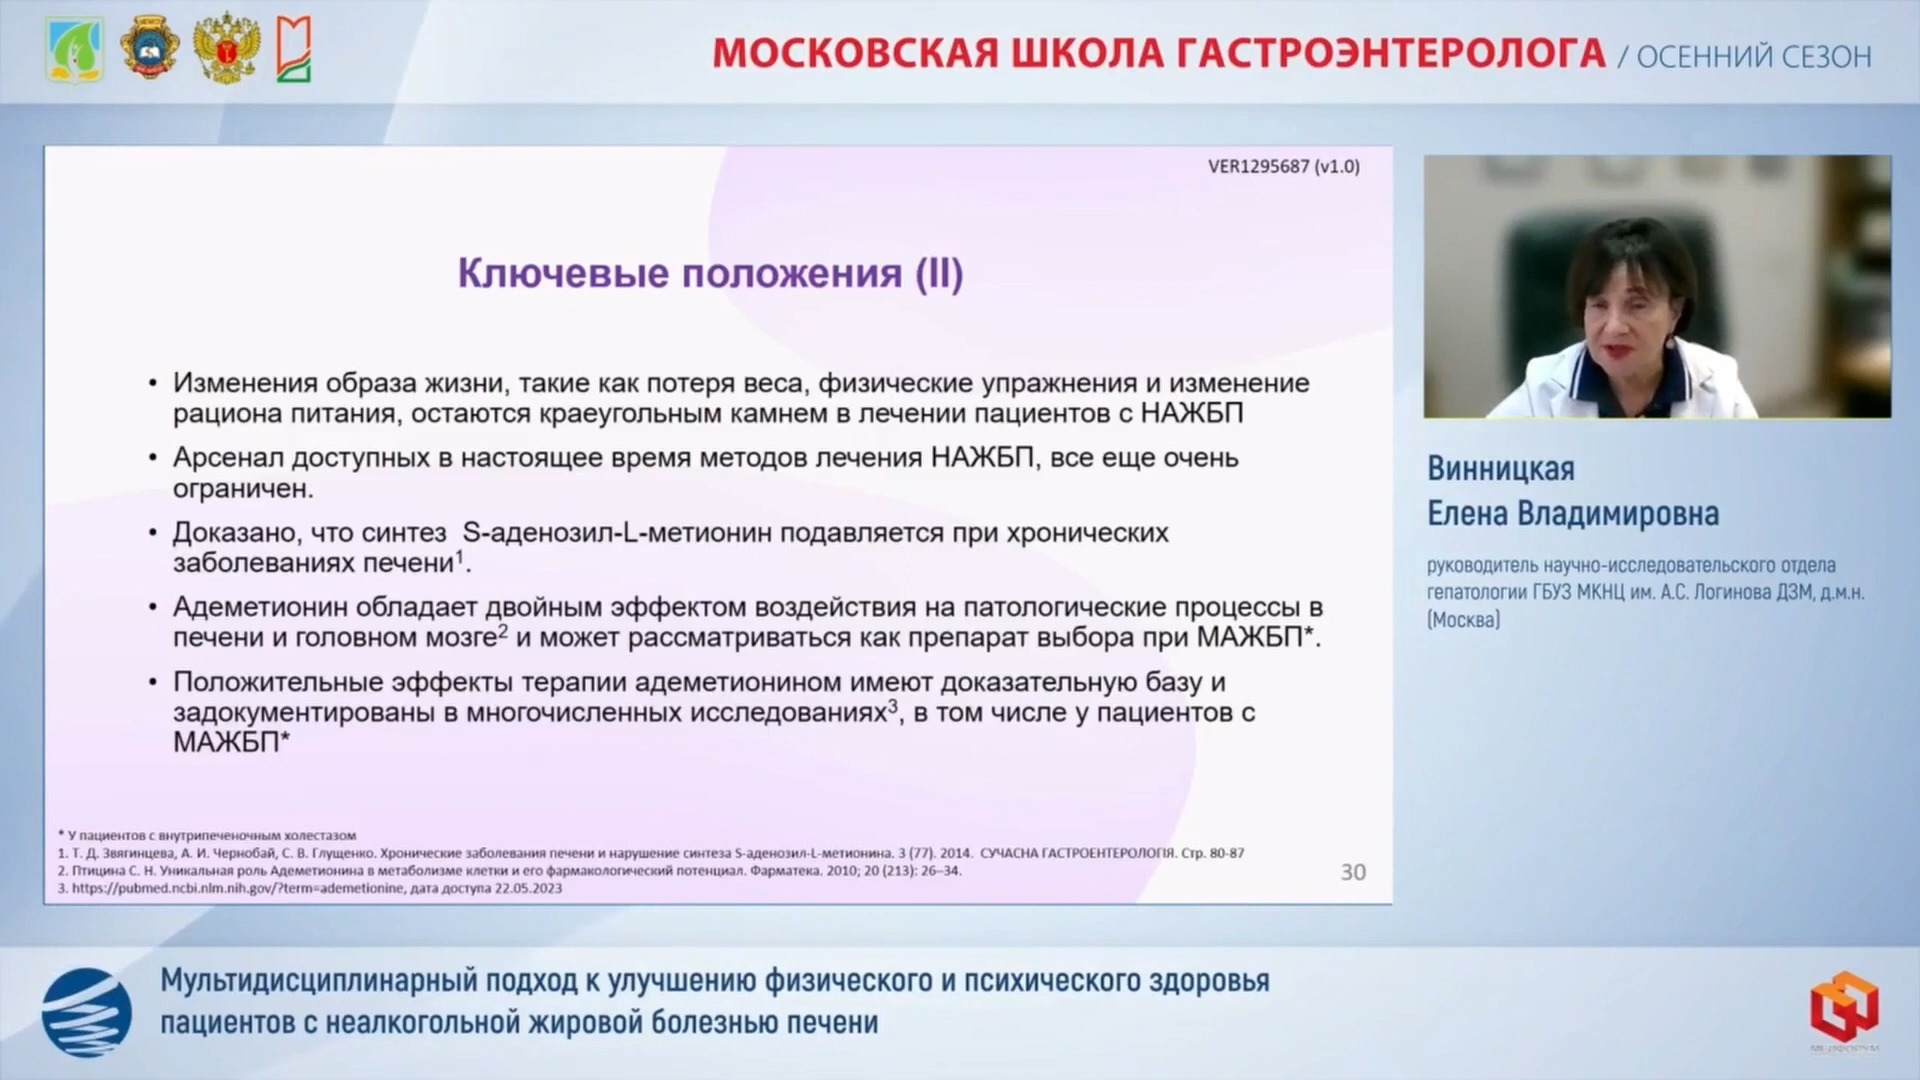 МОСКОВСКАЯ ШКОЛА ГАСТРОЭНТЕРОЛОГА / ОСЕННИЙ СЕЗОН
VER1295687 (v1.0)
Ключевые положения (II)
• Изменения образа жизни, такие как потеря веса, физические упражнения и изменение
рациона питания, остаются краеугольным камнем в лечении пациентов с НАЖБП
• Арсенал доступных в настоящее время методов лечения НАЖБП, все еще очень
ограничен.
• Доказано, что синтез S-аденозил-L-метионин подавляется при хронических
заболеваниях печени¹.
• Адеметионин обладает двойным эффектом воздействия на патологические процессы в
печени и головном мозге² и может рассматриваться как препарат выбора при МАЖБП*.
• Положительные эффекты терапии адеметионином имеют доказательную базу и
задокументированы в многочисленных исследованиях³, в том числе у пациентов с
МАЖБП*
* У пациентов с внутрипеченочным холестазом
1. Т. Д. Звягинцева, А. И. Чернобай, С. В. Глущенко. Хронические заболевания печени и нарушение синтеза S-аденозил-L-метионина. 3 (77). 2014. СУЧАСНА ГАСТРОЕНТЕРОЛОГІЯ. Стр. 80-87
2. Птицина С. Н. Уникальная роль Адеметионина в метаболизме клетки и его фармакологический потенциал. Фарматека. 2010; 20 (213): 26–34.
3. https://pubmed.ncbi.nlm.nih.gov/?term=ademetionine, дата доступа 22.05.2023
30
Винницкая
Елена Владимировна
руководитель научно-исследовательского отдела
гепатологии ГБУЗ МКНЦ им. А.С. Логинова ДЗМ, д.м.н.
(Москва)
Мультидисциплинарный подход к улучшению физического и психического здоровья
пациентов с неалкогольной жировой болезнью печени
МЕДФОРУМ